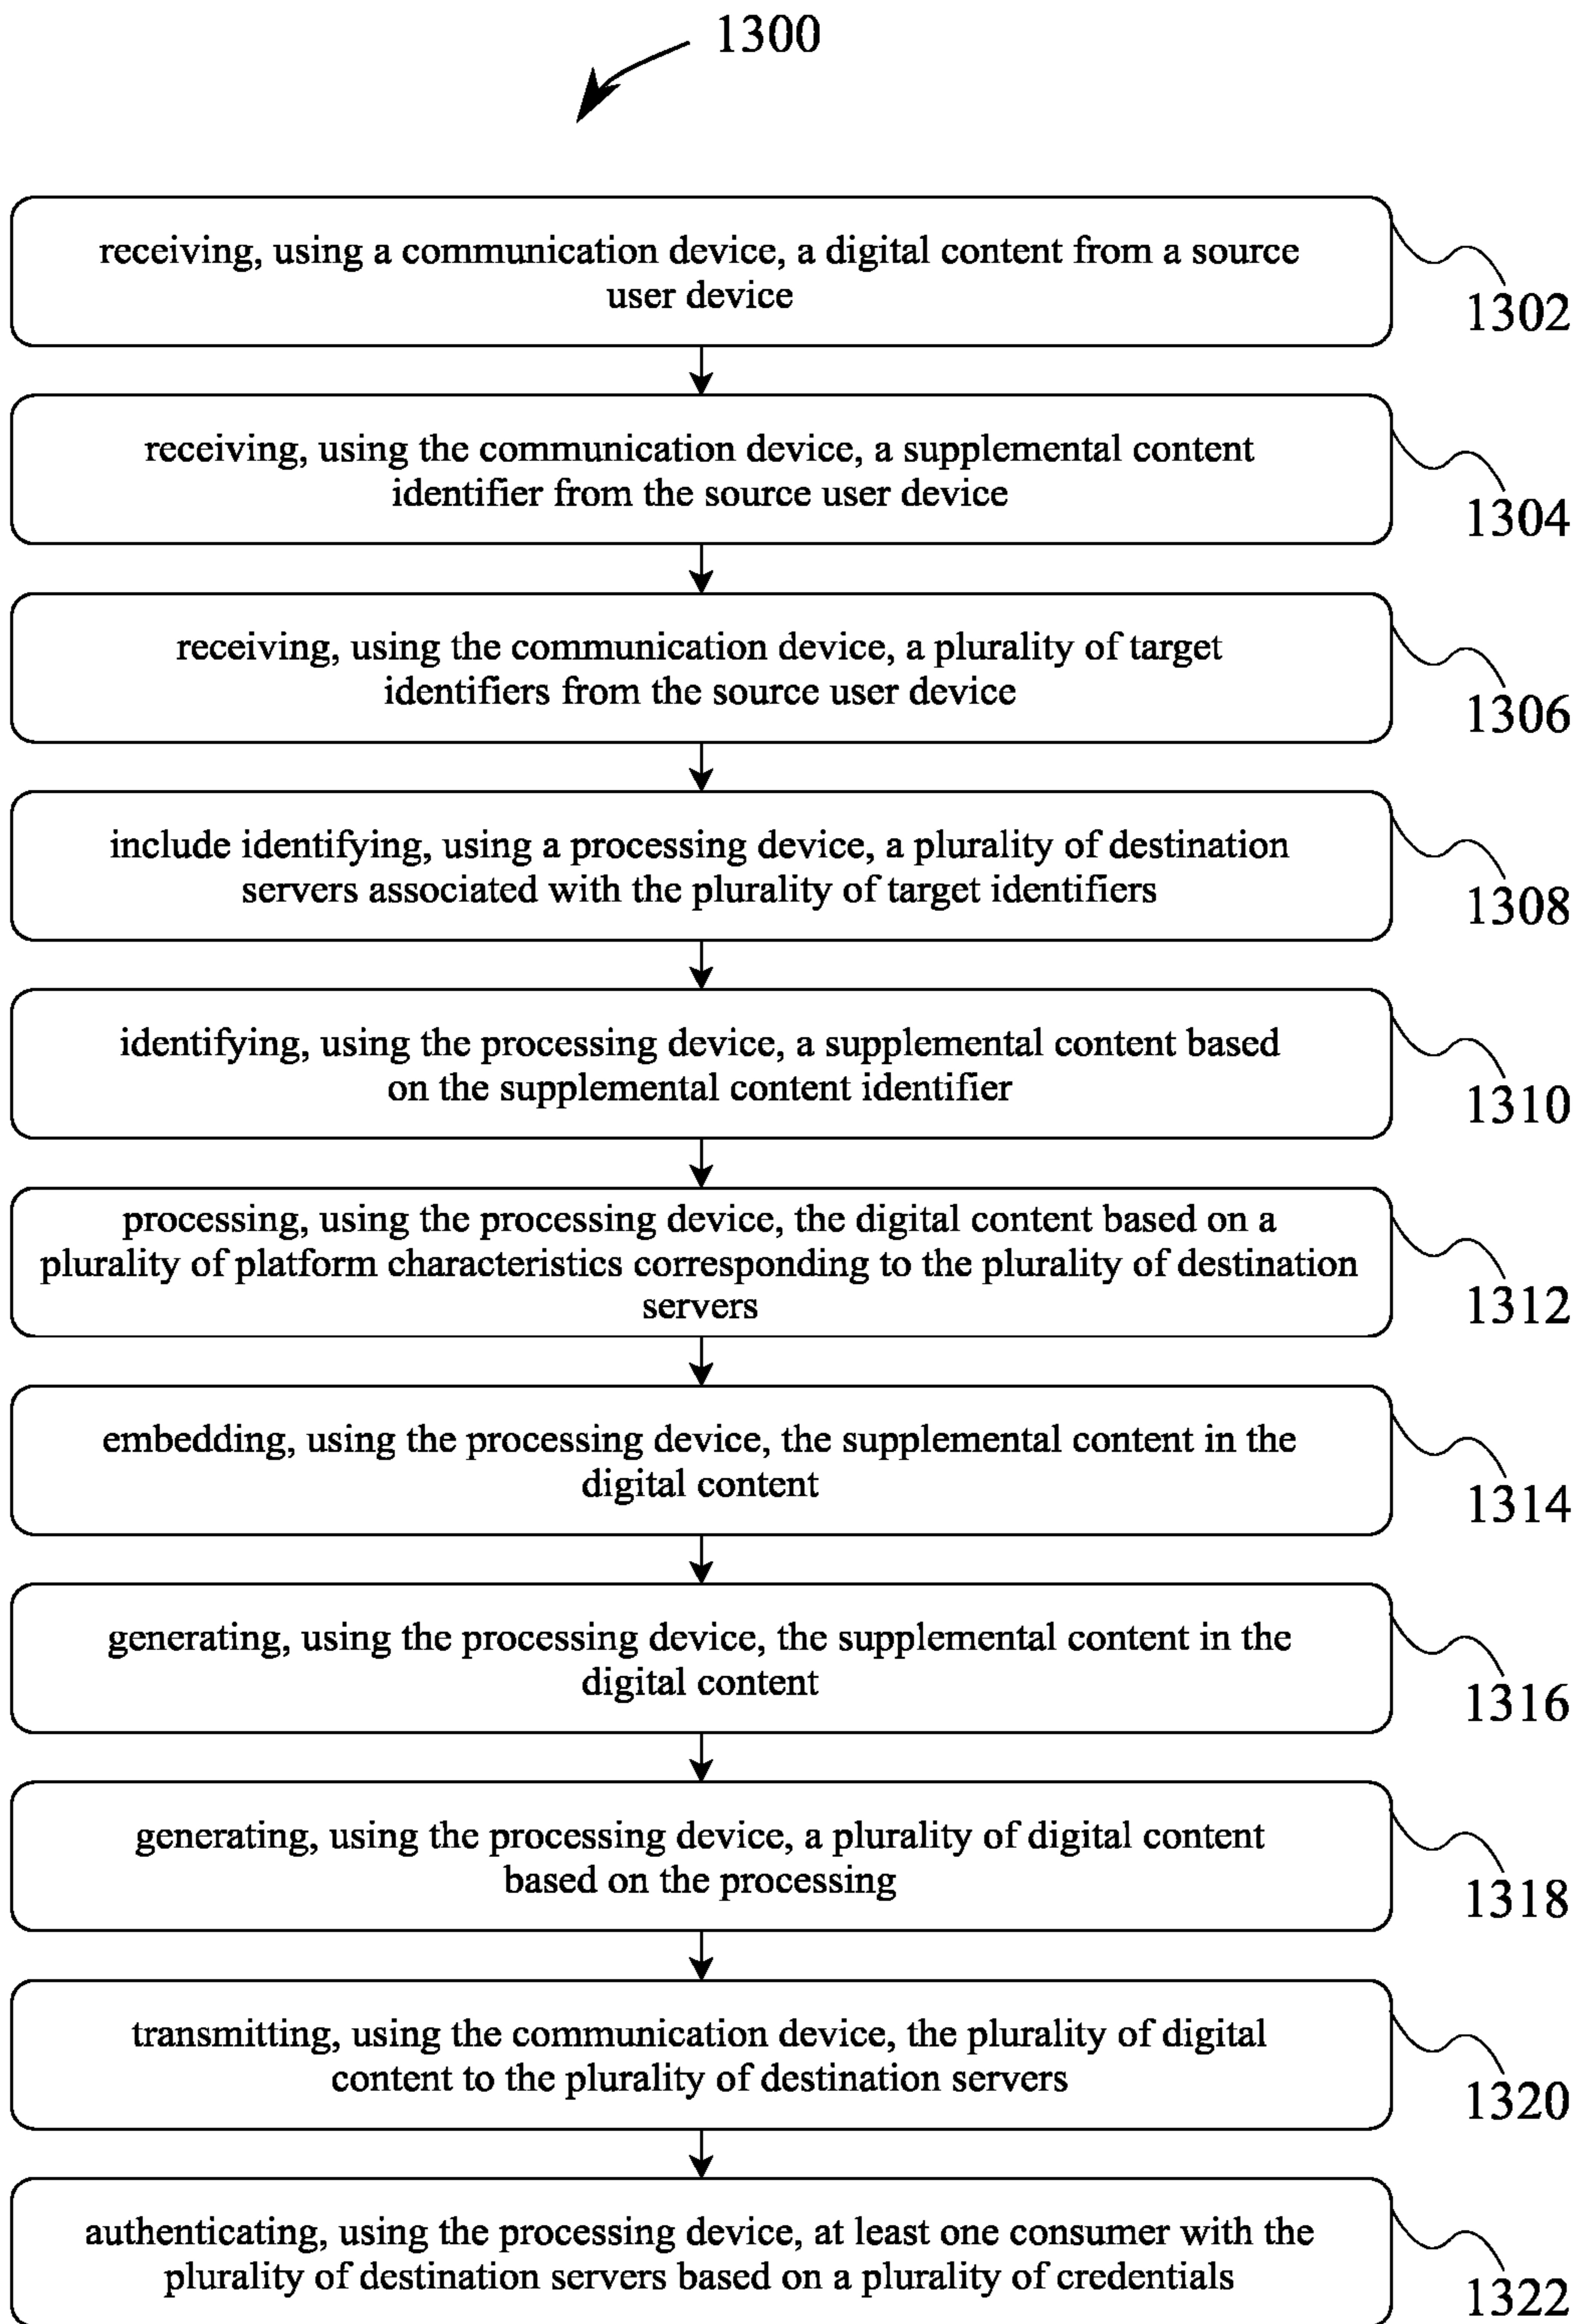 1300
receiving, using a communication device, a digital content from a source
user device
1302
receiving, using the communication device, a supplemental content
identifier from the source user device
1304
receiving, using the communication device, a plurality of target
identifiers from the source user device
1306
include identifying, using a processing device, a plurality of destination
servers associated with the plurality of target identifiers
1308
identifying, using the processing device, a supplemental content based
on the supplemental content identifier
1310
processing, using the processing device, the digital content based on a
plurality of platform characteristics corresponding to the plurality of destination
servers
1312
embedding, using the processing device, the supplemental content in the
digital content
1314
generating, using the processing device, the supplemental content in the
digital content
1316
generating, using the processing device, a plurality of digital content
based on the processing
1318
transmitting, using the communication device, the plurality of digital
content to the plurality of destination servers
1320
authenticating, using the processing device, at least one consumer with the
plurality of destination servers based on a plurality of credentials
1322